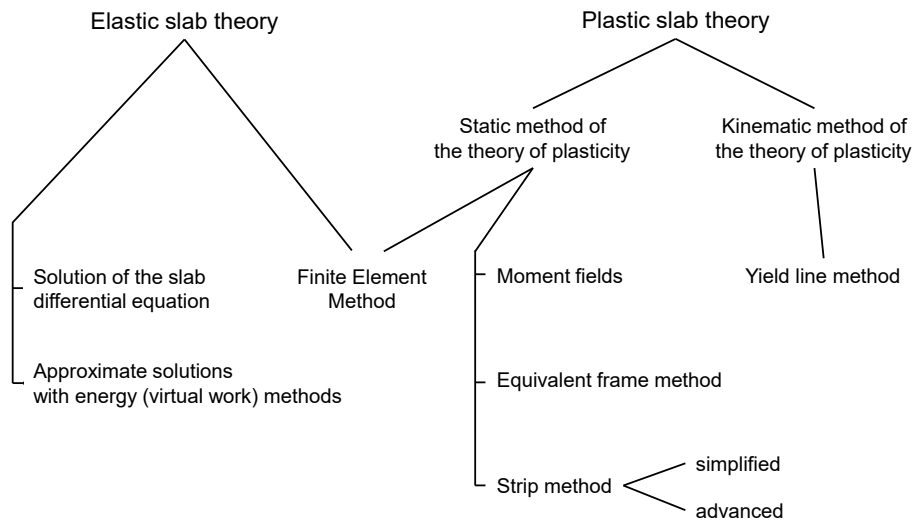 Elastic slab theory
Plastic slab theory
Static method of
the theory of plasticity
Kinematic method of
the theory of plasticity
Solution of the slab
differential equation
Finite Element
Method
Moment fields
Yield line method
Approximate solutions
with energy (virtual work) methods
Equivalent frame method
Strip method
simplified
advanced